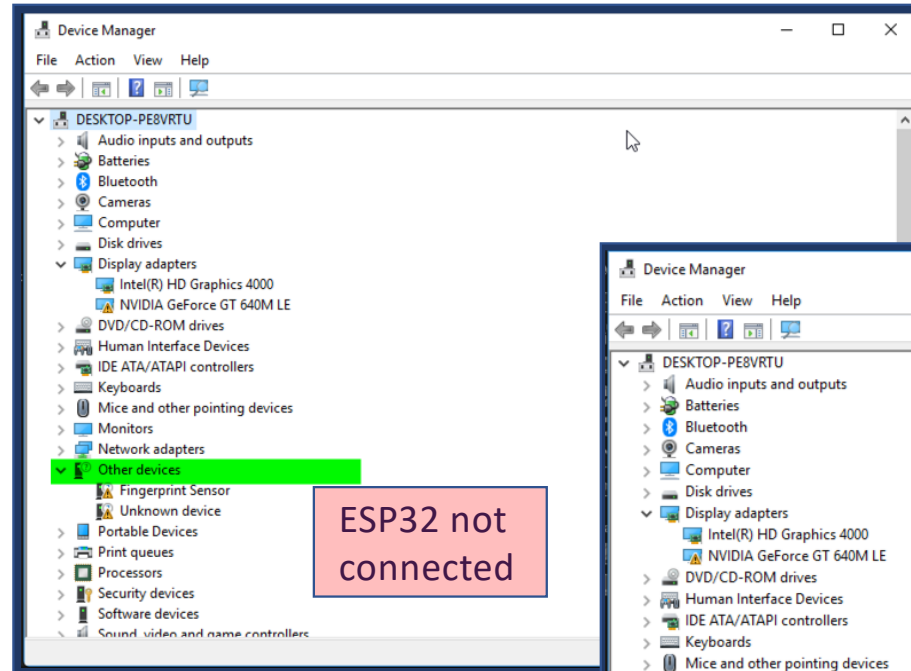 Device Manager
File Action View Help
DESKTOP-PE8VRTU
Audio inputs and outputs
Batteries
Bluetooth
Cameras
Computer
Disk drives
Display adapters
Intel(R) HD Graphics 4000
NVIDIA GeForce GT 640M LE
DVD/CD-ROM drives
Human Interface Devices
IDE ATA/ATAPI controllers
Keyboards
Mice and other pointing devices
Monitors
Network adapters
Other devices
Fingerprint Sensor
Unknown device
Portable Devices
Print queues
Processors
Security devices
Software devices
Sound, video and game controllers
ESP32 not
connected
Device Manager
File Action View Help
DESKTOP-PE8VRTU
Audio inputs and outputs
Batteries
Bluetooth
Cameras
Computer
Disk drives
Display adapters
Intel(R) HD Graphics 4000
NVIDIA GeForce GT 640M LE
DVD/CD-ROM drives
Human Interface Devices
IDE ATA/ATAPI controllers
Keyboards
Mice and other pointing devices